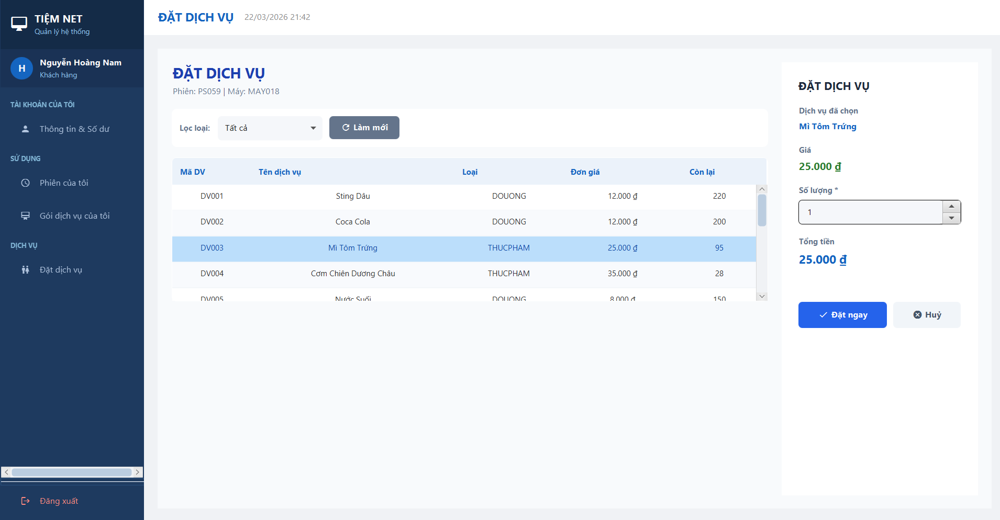 TIỆM NET
Quản lý hệ thống
H
Nguyễn Hoàng Nam
Khách hàng
TÀI KHOẢN CỦA TÔI
Thông tin & Số dư
SỬ DỤNG
Phiên của tôi
Gói dịch vụ của tôi
DỊCH VỤ
Đặt dịch vụ
Đăng xuất
ĐẶT DỊCH VỤ 22/03/2026 21:42
ĐẶT DỊCH VỤ
Phiên: PS059 | Máy: MAY018
Lọc loại: Tất cả Làm mới
Mã DV Tên dịch vụ Loại Đơn giá Còn lại
DV001 Sting Dâu DOUONG 12.000 ₫ 220
DV002 Coca Cola DOUONG 12.000 ₫ 200
DV003 Mì Tôm Trứng THUCPHAM 25.000 ₫ 95
DV004 Cơm Chiên Dương Châu THUCPHAM 35.000 ₫ 28
DV005 Nước Suối DOUONG 8.000 ₫ 150
ĐẶT DỊCH VỤ
Dịch vụ đã chọn
Mì Tôm Trứng
Giá
25.000 ₫
Số lượng *
1
Tổng tiền
25.000 ₫
Đặt ngay Huỷ